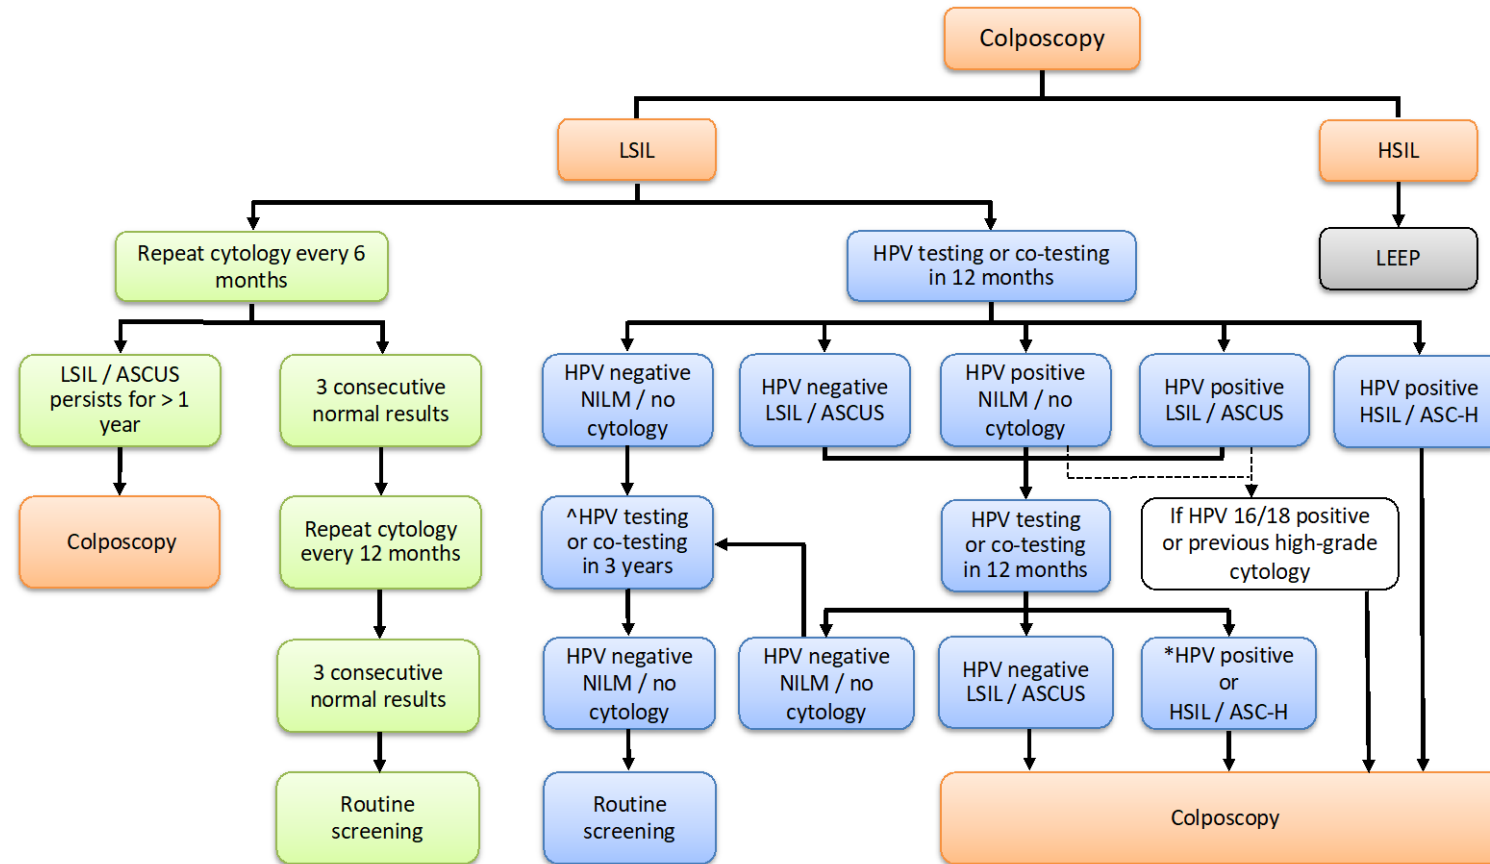 Colposcopy
LSIL
HSIL
Repeat cytology every 6
months
HPV testing or co-testing
in 12 months
LEEP
LSIL / ASCUS
persists for > 1
year
3 consecutive
normal results
HPV negative
NILM / no
cytology
HPV negative
LSIL / ASCUS
HPV positive
NILM / no
cytology
HPV positive
LSIL / ASCUS
HPV positive
HSIL / ASC-H
Colposcopy
Repeat cytology
every 12 months
^HPV testing
or co-testing
in 3 years
HPV testing
or co-testing
in 12 months
If HPV 16/18 positive
or previous high-grade
cytology
3 consecutive
normal results
HPV negative
NILM / no
cytology
HPV negative
NILM / no
cytology
HPV negative
LSIL / ASCUS
*HPV positive
or
HSIL / ASC-H
Routine
screening
Routine
screening
Colposcopy